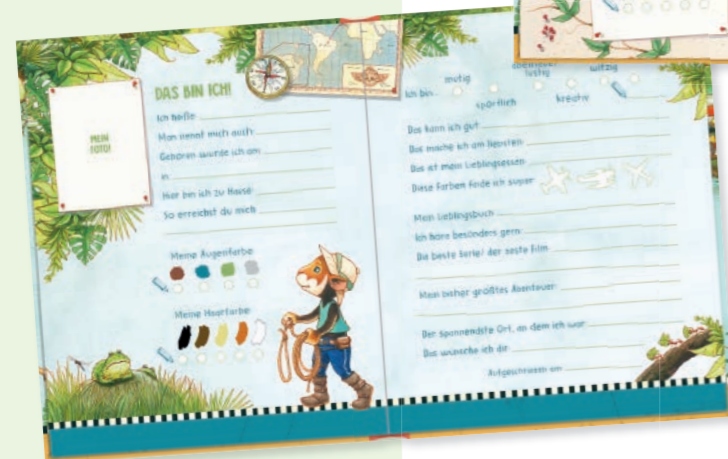 MEIN
FOTO!
DAS BIN ICH!
Ich heiße:
Man nennt mich auch:
Geboren wurde ich am:
in
Hier bin ich zu Hause:
So erreichst du mich:
Meine Augenfarbe:
Meine Haarfarbe:
mutig
lustig
witzig
Ich bin...
sportlich
kreativ
Das kann ich gut:
Das mache ich am liebsten:
Das ist mein Lieblingsessen:
Diese Farben finde ich super:
Mein Lieblingsbuch:
Ich höre besonders gern:
Die beste Serie/ der
Film:
Mein bisher größtes Abenteuer:
Der spannendste Ort, an dem ich war:
Das wünsche ich dir:
Aufgeschrieben am: